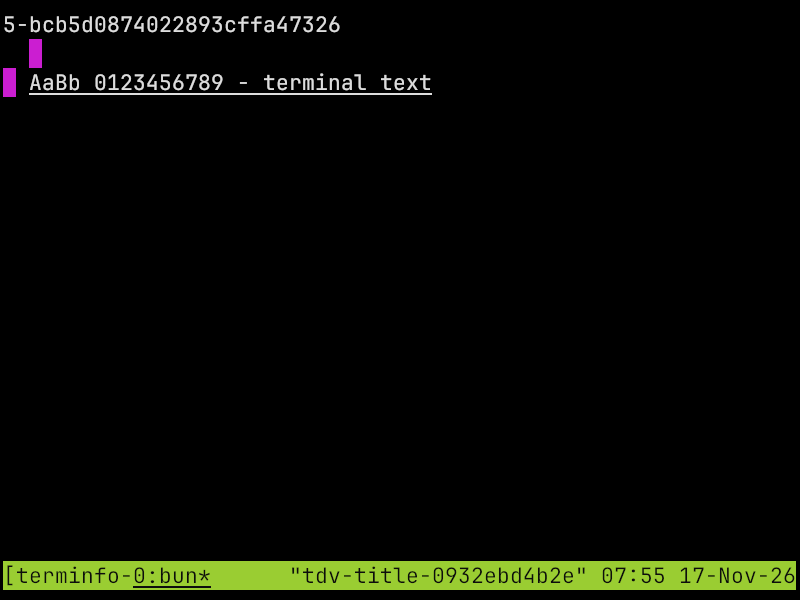 5-bcb5d0874022893cffa47326
AaBb 0123456789 - terminal text
[terminfo-0:bun*      "tdv-title-0932ebd4b2e" 07:55 17-Nov-26